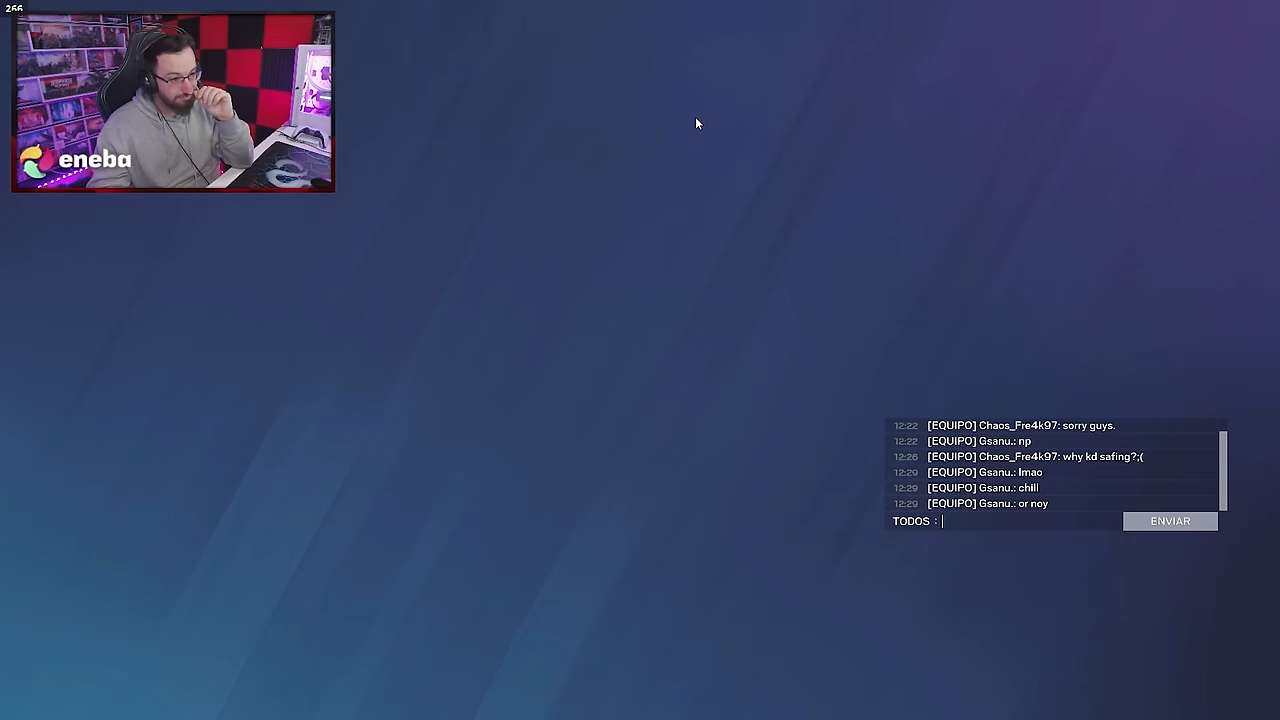 266
eneba
12:22 [EQUIPO] Chaos_Fre4k97: sorry guys.
12:22 [EQUIPO] Gsanu.: np
12:26 [EQUIPO] Chaos_Fre4k97: why kd safing?;(
12:29 [EQUIPO] Gsanu.: lmao
12:29 [EQUIPO] Gsanu.: chill
12:29 [EQUIPO] Gsanu.: or noy
TODOS : ENVIAR